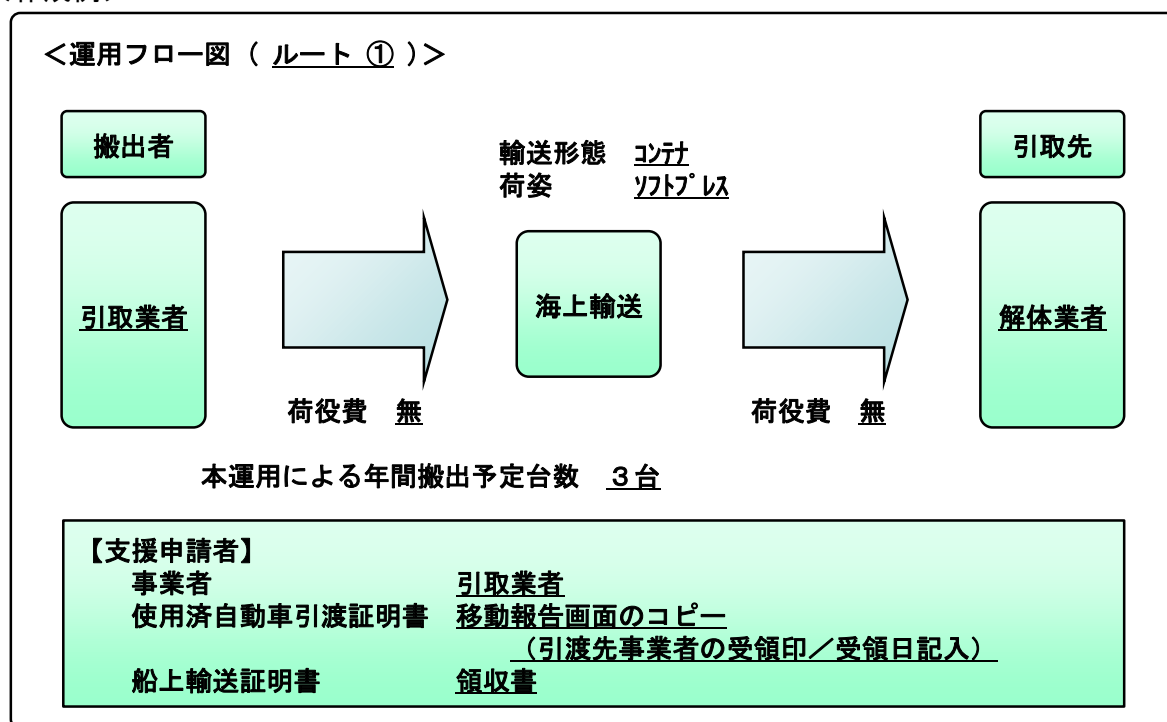 ＜運用フロー図（ ルート ① ）＞
搬出者
輸送形態 ｺﾝﾃﾅ
荷姿 ｿﾌﾄﾌﾟﾚｽ
引取先
引取業者
海上輸送
解体業者
荷役費 無
荷役費 無
本運用による年間搬出予定台数 ３台
【支援申請者】
事業者 引取業者
使用済自動車引渡証明書 移動報告画面のコピー
（引渡先事業者の受領印／受領日記入）
船上輸送証明書 領収書